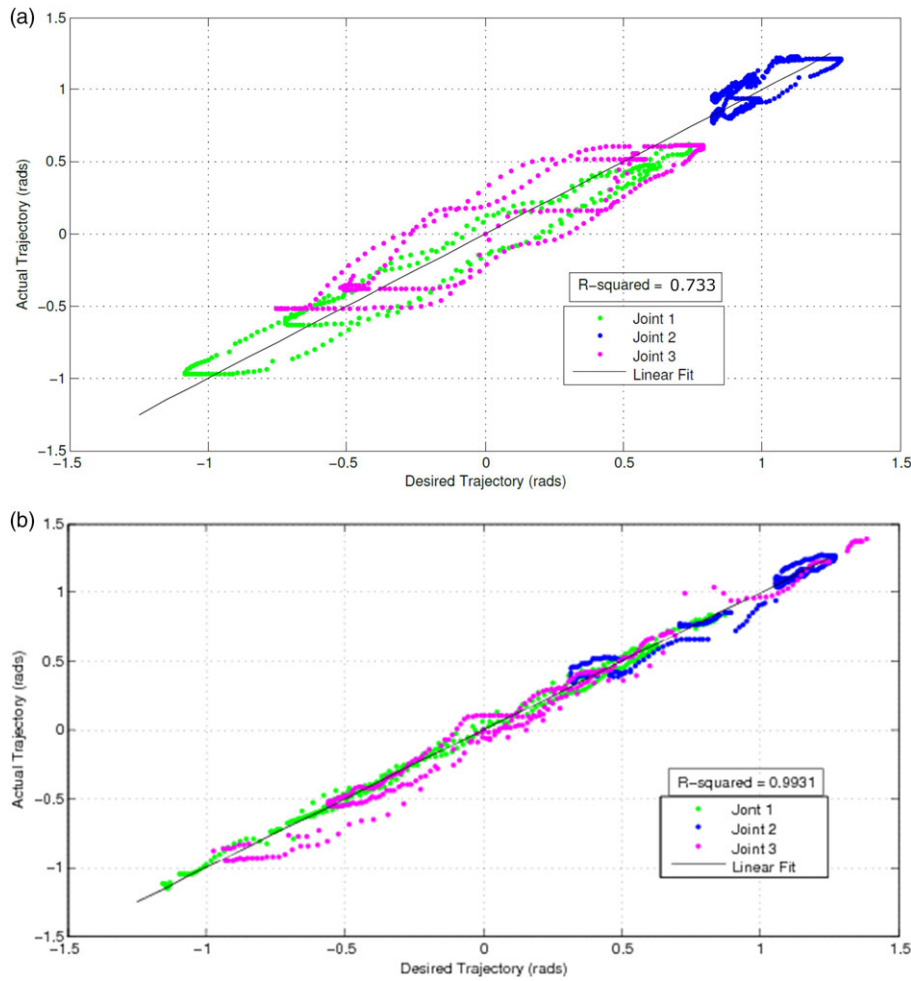 (a)
1.5
1
0.5
0
−0.5
−1
−1.5
Actual Trajectory (rads)
R−squared = 0.733
Joint 1
Joint 2
Joint 3
Linear Fit
−1.5 −1 −0.5 0 0.5 1 1.5
Desired Trajectory (rads)
(b)
1.5
1
0.5
0
−0.5
−1
−1.5
Actual Trajectory (rads)
R−squared = 0.9931
Jont 1
Joint 2
Joint 3
Linear Fit
−1.5 −1 −0.5 0 0.5 1 1.5
Desired Trajectory (rads)